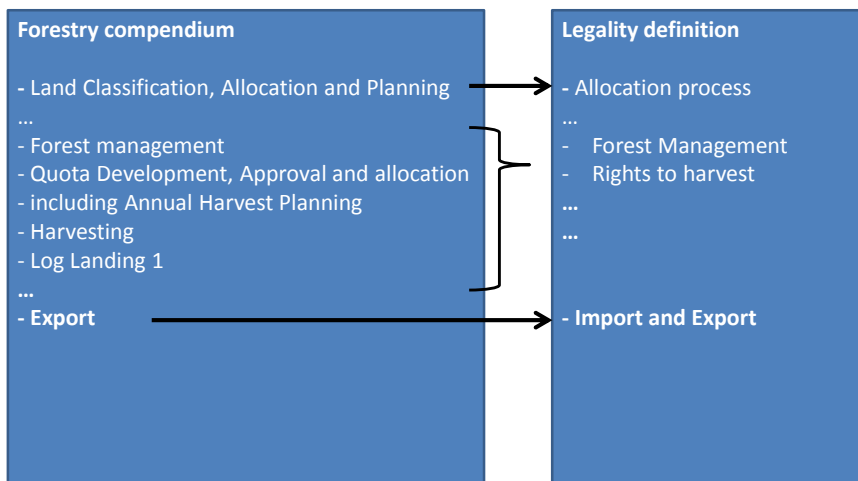 Forestry compendium
- Land Classification, Allocation and Planning
…
- Forest management
- Quota Development, Approval and allocation
- including Annual Harvest Planning
- Harvesting
- Log Landing 1
…
- Export
Legality definition
- Allocation process
…
- Forest Management
- Rights to harvest
…
…
- Import and Export